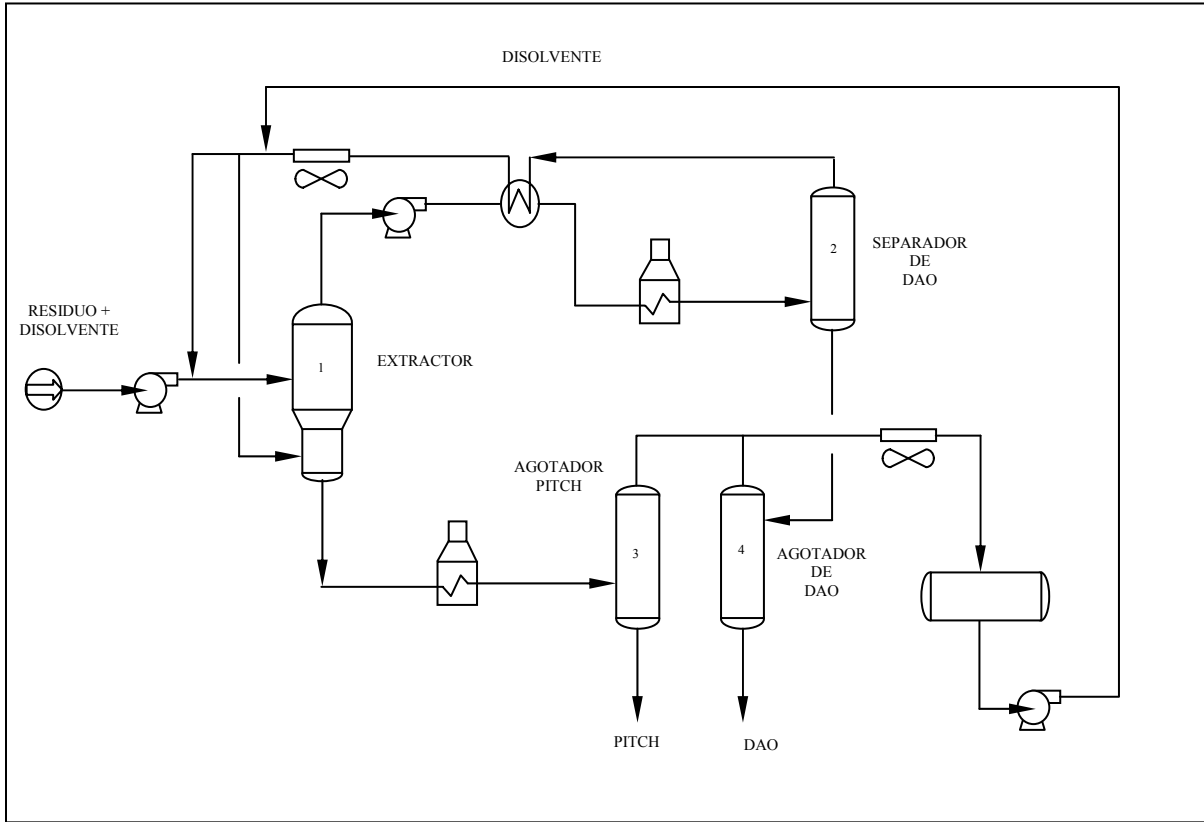 DISOLVENTE
2
SEPARADOR
DE
DAO
RESIDUO +
DISOLVENTE
1
EXTRACTOR
AGOTADOR
PITCH
3
4
AGOTADOR
DE
DAO
PITCH
DAO